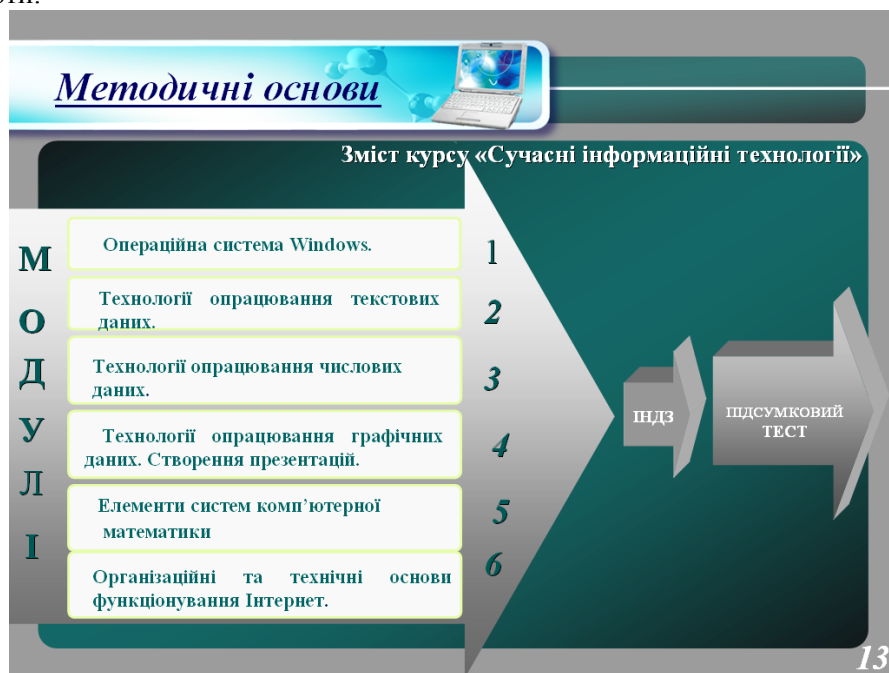 Методичні основи
Зміст курсу «Сучасні інформаційні технології»
МОДУЛІ
Операційна система Windows.
1
Технології опрацювання текстових
даних.
2
Технології опрацювання числових
даних.
3
Технології опрацювання графічних
даних. Створення презентацій.
4
Елементи систем комп’ютерної
математики
5
Організаційні та технічні основи
функціонування Інтернет.
6
ІНДЗ
ПІДСУМКОВИЙ
ТЕСТ
13